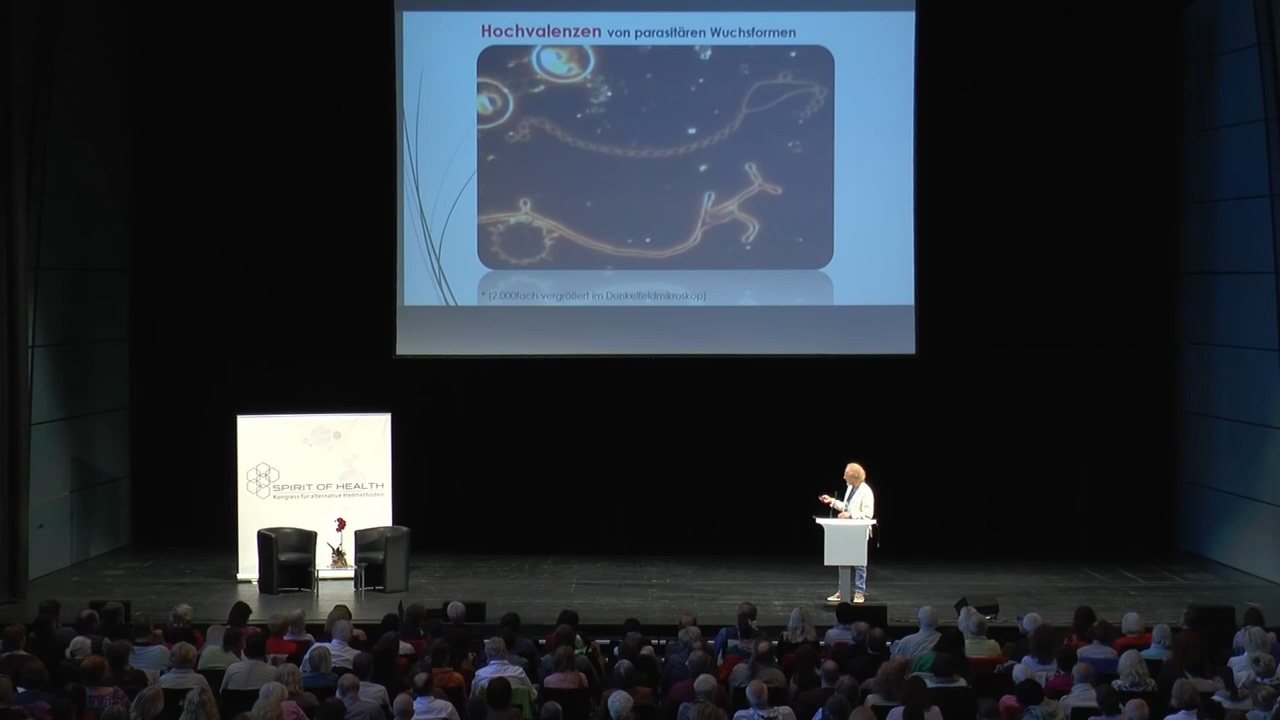 Hochvalenzen von parasitären Wuchsformen
* (2.000fach vergrößert im Dunkelfeldmikroskop)
SPIRIT OF HEALTH
Kongress für alternative Heilmethoden